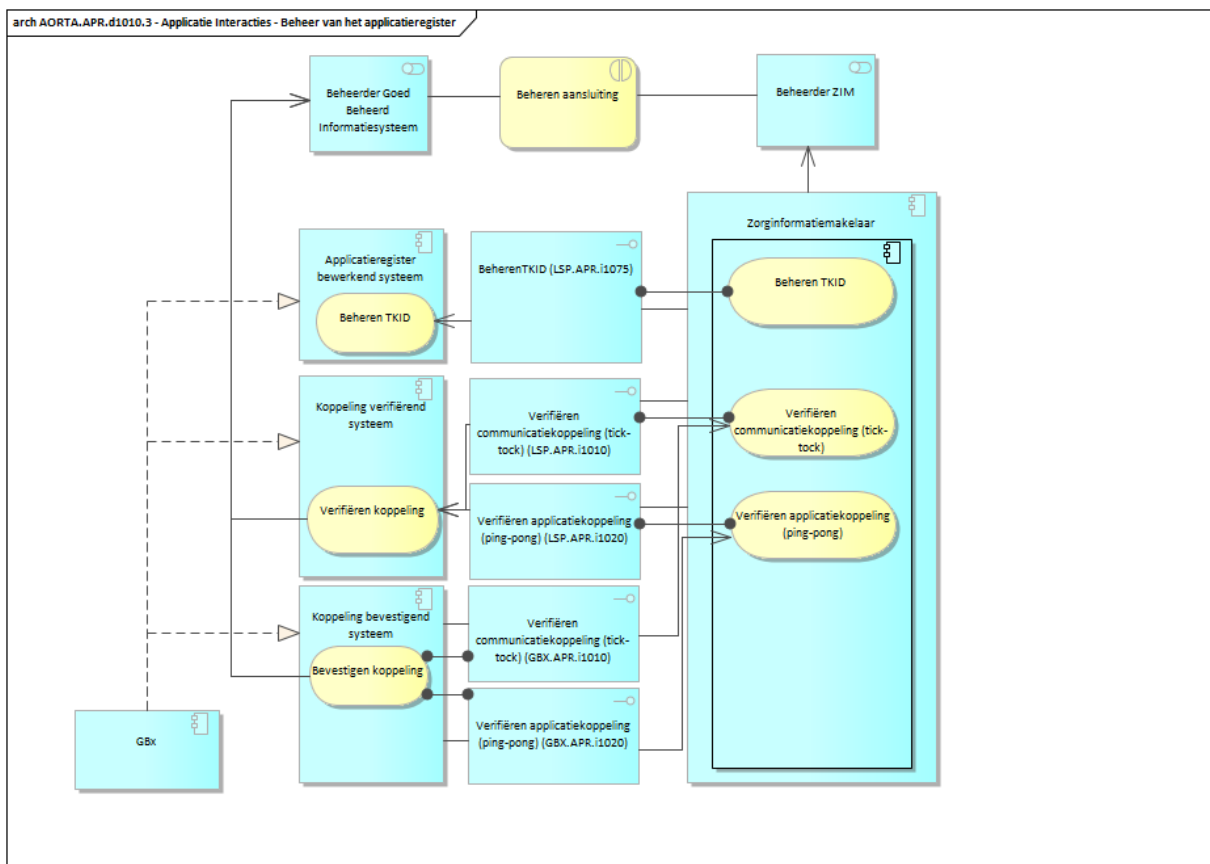 arch AORTA.APR.d1010.3 - Applicatie Interacties - Beheer van het applicatieregister
Beheerder Goed
Beheerd
Informatiesysteem
Beheren aansluiting
Beheerder ZIM
Zorginformatiemakelaar
Applicatieregister
bewerkend systeem
Beheren TKID
BeherenTKID (LSP.APR.i1075)
Beheren TKID
Koppeling verifiërend
systeem
Verifiëren koppeling
Verifiëren
communicatiekoppeling (tick-
tock) (LSP.APR.i1010)
Verifiëren
communicatiekoppeling (tick-
tock)
Verifiëren applicatiekoppeling
(ping-pong) (LSP.APR.i1020)
Verifiëren applicatiekoppeling
(ping-pong)
Koppeling bevestigend
systeem
Bevestigen koppeling
Verifiëren
communicatiekoppeling (tick-
tock) (GBX.APR.i1010)
Verifiëren applicatiekoppeling
(ping-pong) (GBX.APR.i1020)
GBx